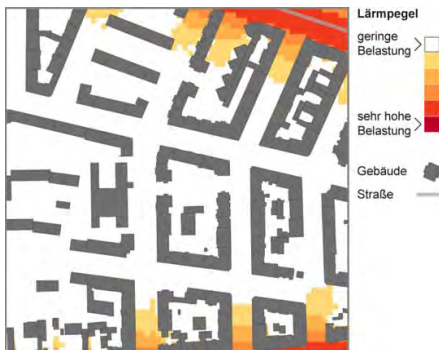 Lärmpegel
geringe
Belastung
sehr hohe
Belastung
Gebäude
Straße